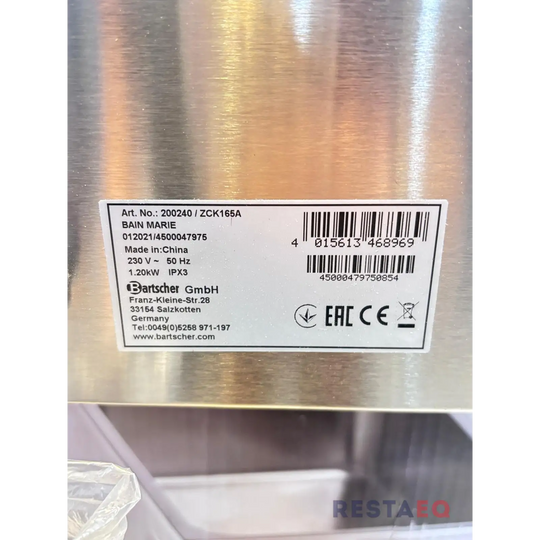 Art. No.: 200240 / ZCK165A
BAIN MARIE
012021/4500047975
Made in:China
230 V ~ 50 Hz
1.20kW IPX3
Bartscher GmbH
Franz-Kleine-Str.28
33154 Salzkotten
Germany
Tel:0049(0)5258 971-197
www.bartscher.com
4 015613 468969
45000479750854
EAC CE
RESTAEQ